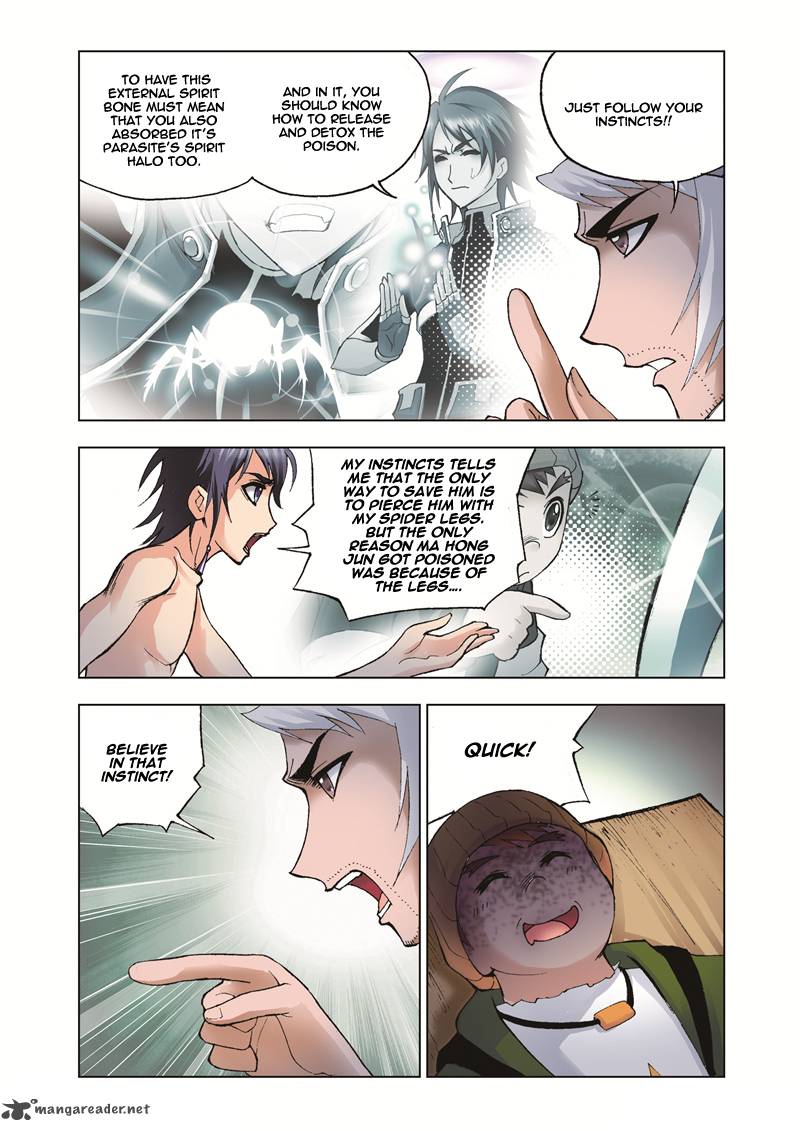 TO HAVE THIS
EXTERNAL SPIRIT
BONE MUST MEAN
THAT YOU ALSO
ABSORBED IT'S
PARASITE'S SPIRIT
HALO TOO.
AND IN IT, YOU
SHOULD KNOW
HOW TO RELEASE
AND DETOX THE
POISON.
JUST FOLLOW YOUR
INSTINCTS!!
MY INSTINCTS TELLS
ME THAT THE ONLY
WAY TO SAVE HIM IS
TO PIERCE HIM WITH
MY SPIDER LEGS.
BUT THE ONLY
REASON MA HONG
JUN GOT POISONED
WAS BECAUSE OF
THE LEGS....
BELIEVE
IN THAT
INSTINCT!
QUICK!
mangareader.net